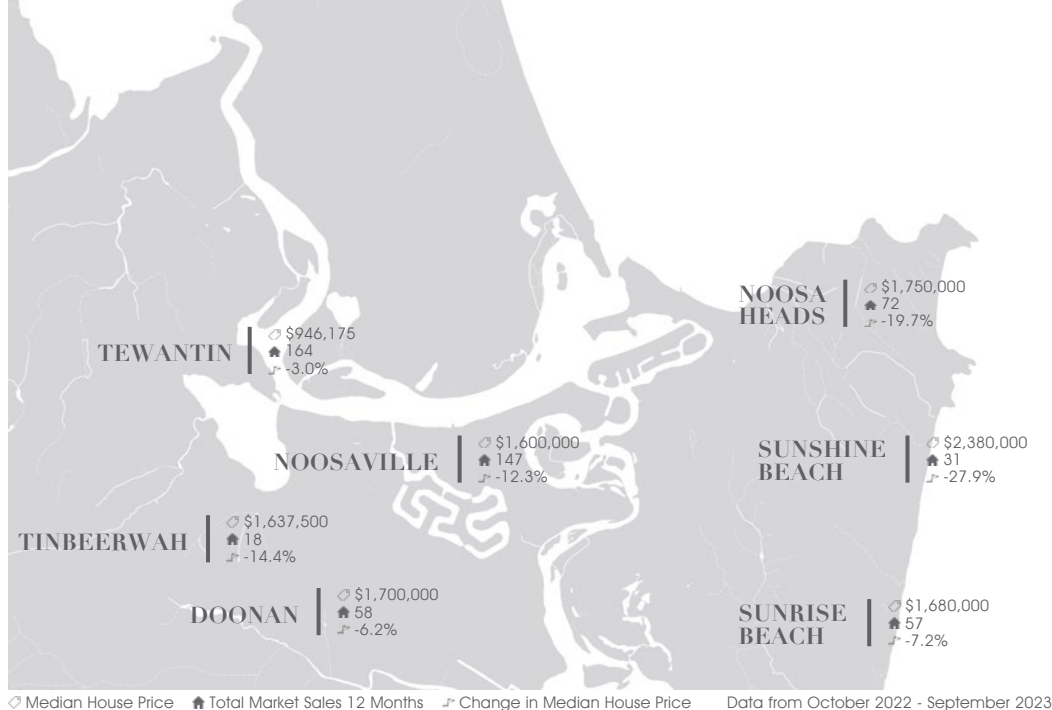 NOOSA
HEADS
$1,750,000
72
-19.7%
TEWANTIN
$946,175
164
-3.0%
NOOSAVILLE
$1,600,000
147
-12.3%
SUNSHINE
BEACH
$2,380,000
31
-27.9%
TINBEERWAH
$1,637,500
18
-14.4%
DOONAN
$1,700,000
58
-6.2%
SUNRISE
BEACH
$1,680,000
57
-7.2%
Median House Price Total Market Sales 12 Months Change in Median House Price Data from October 2022 - September 2023